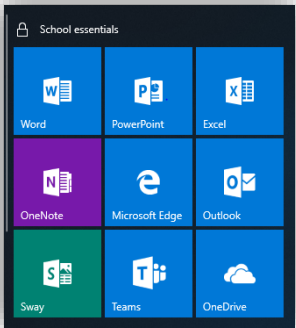 School essentials
Word PowerPoint Excel
OneNote Microsoft Edge Outlook
Sway Teams OneDrive